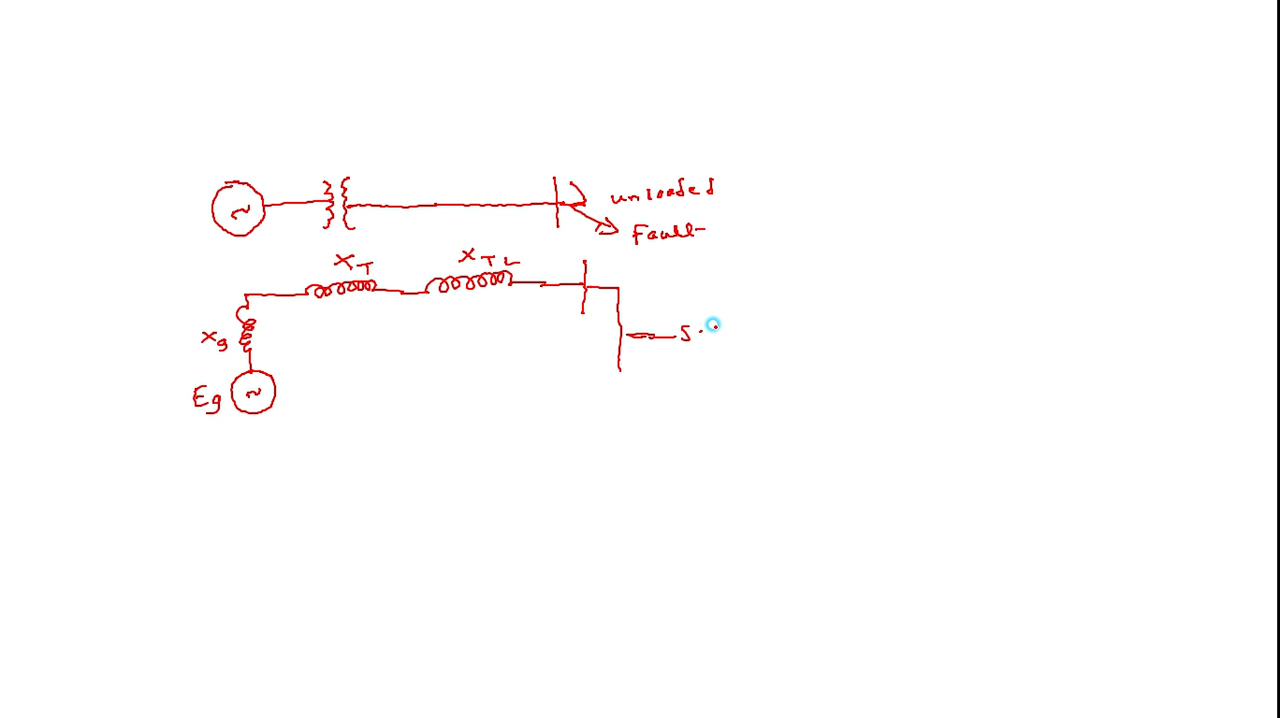 ~
unloaded
Fault
X_T X_TL
X_g
S.
E_g ~